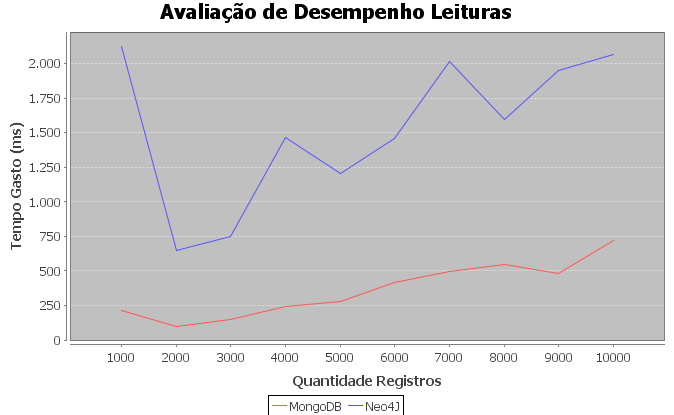 Avaliação de Desempenho Leituras
Tempo Gasto (ms)
2.000
1.750
1.500
1.250
1.000
750
500
250
0
1000 2000 3000 4000 5000 6000 7000 8000 9000 10000
Quantidade Registros
MongoDB Neo4J